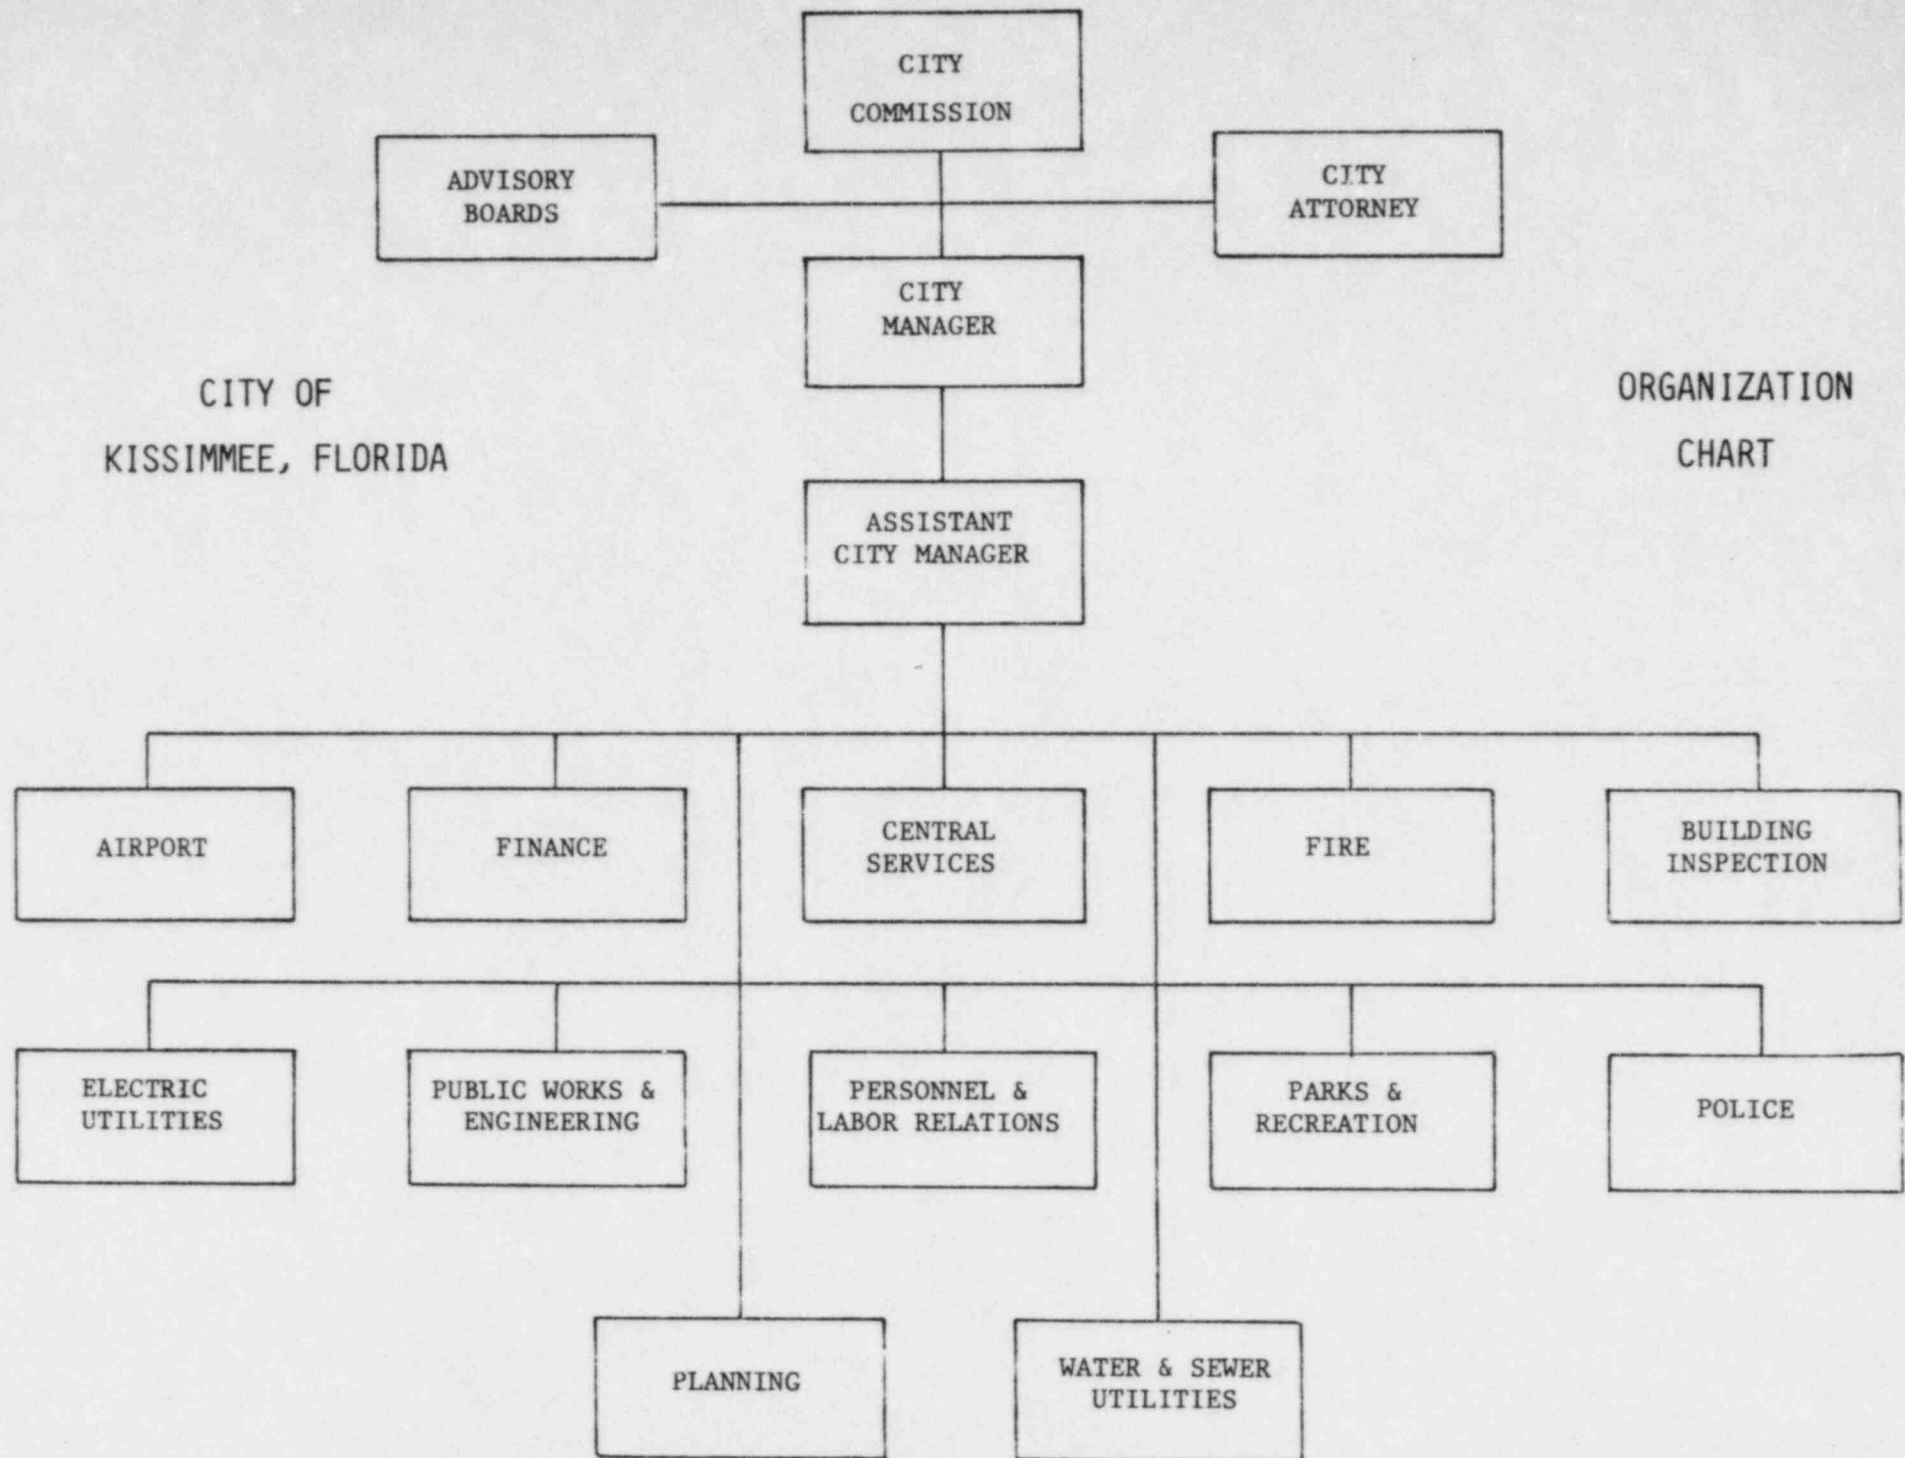 CITY
COMMISSION
ADVISORY
BOARDS
CITY
ATTORNEY
CITY
MANAGER
CITY OF
KISSIMMEE, FLORIDA
ORGANIZATION
CHART
ASSISTANT
CITY MANAGER
AIRPORT
FINANCE
CENTRAL
SERVICES
FIRE
BUILDING
INSPECTION
ELECTRIC
UTILITIES
PUBLIC WORKS &
ENGINEERING
PERSONNEL &
LABOR RELATIONS
PARKS &
RECREATION
POLICE
PLANNING
WATER & SEWER
UTILITIES